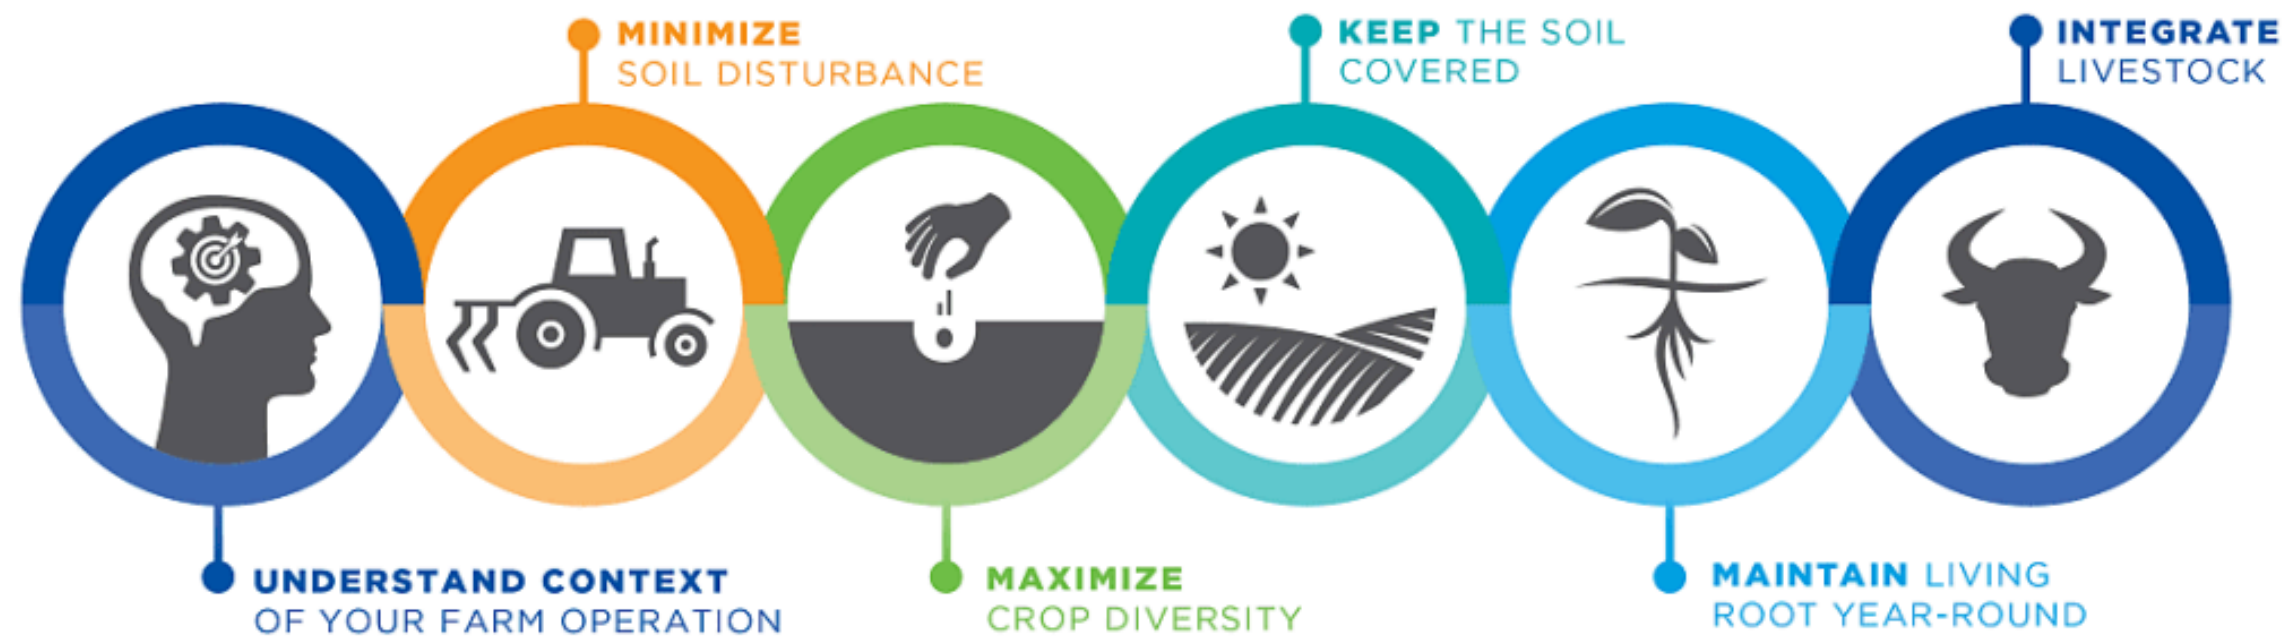 MINIMIZE
SOIL DISTURBANCE
KEEP THE SOIL
COVERED
INTEGRATE
LIVESTOCK
UNDERSTAND CONTEXT
OF YOUR FARM OPERATION
MAXIMIZE
CROP DIVERSITY
MAINTAIN LIVING
ROOT YEAR-ROUND